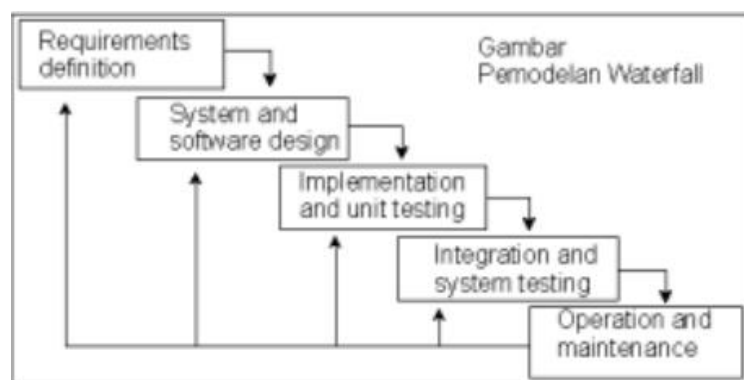 Requirements
definition
Gambar
Pemodelan Waterfall
System and
software design
Implementation
and unit testing
Integration and
system testing
Operation and
maintenance